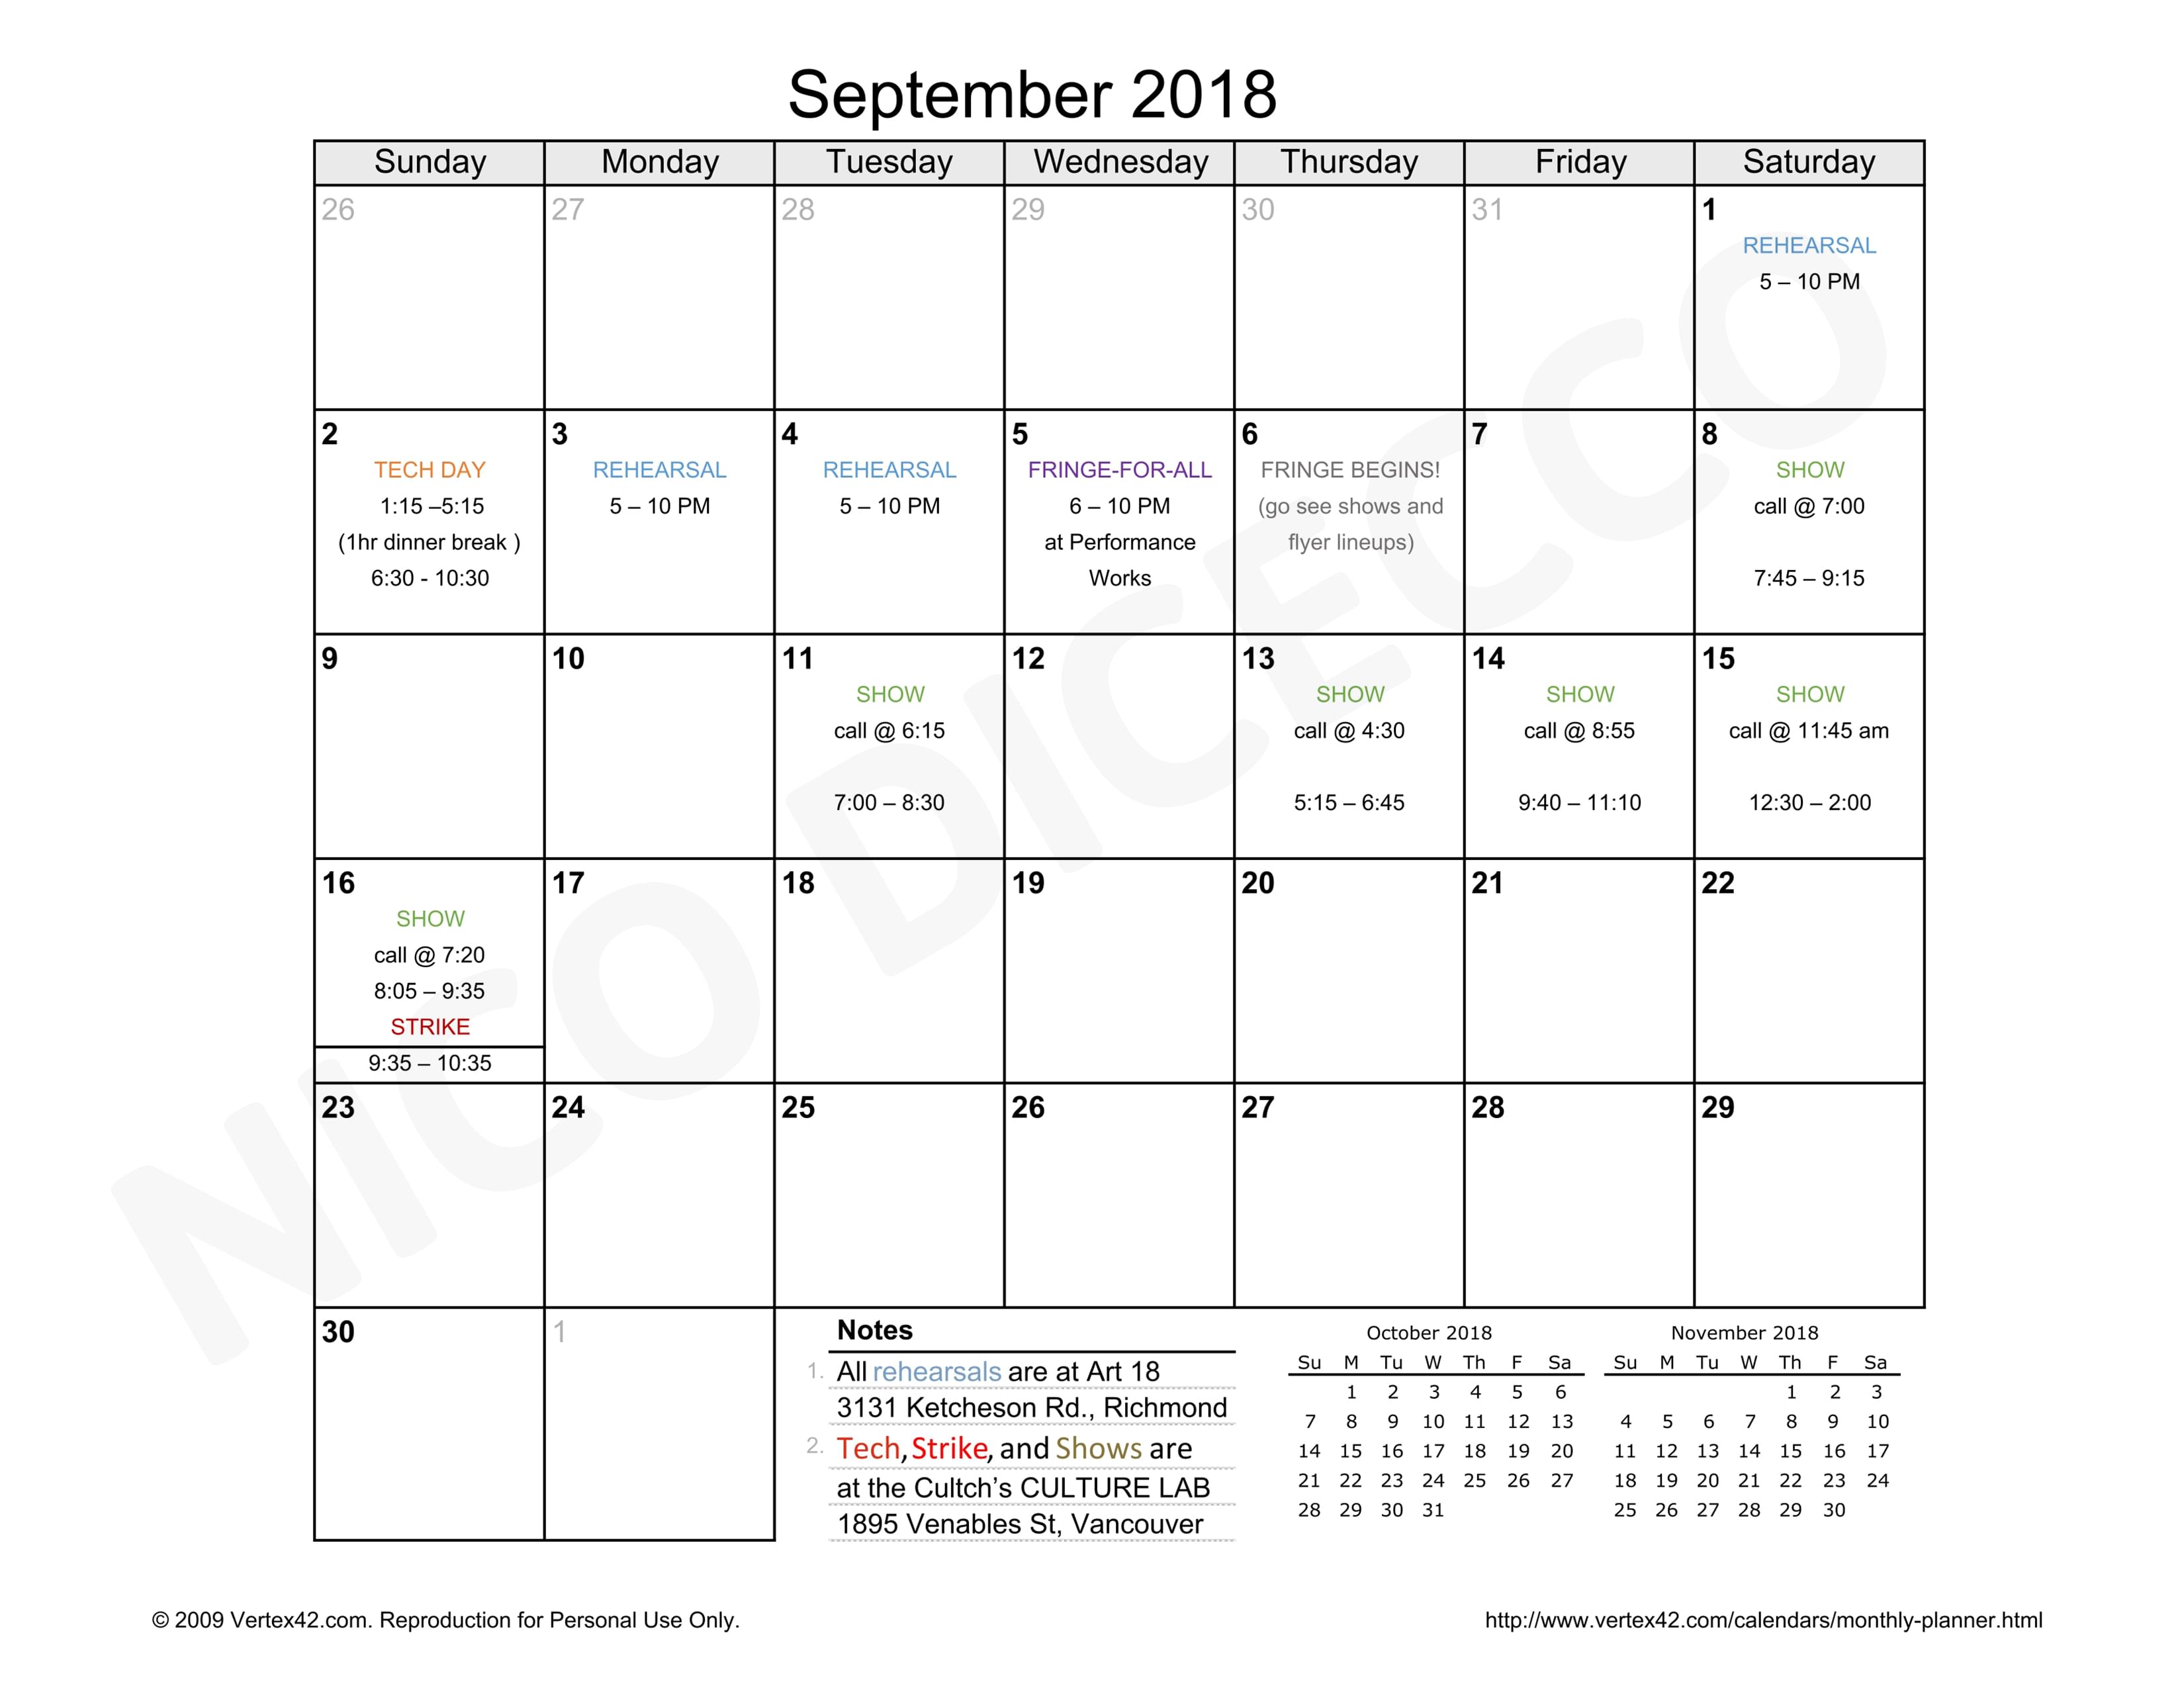 September 2018
Sunday Monday Tuesday Wednesday Thursday Friday Saturday
26 27 28 29 30 31 1
REHEARSAL
5 – 10 PM
2
TECH DAY
1:15 –5:15
(1hr dinner break )
6:30 - 10:30
3
REHEARSAL
5 – 10 PM
4
REHEARSAL
5 – 10 PM
5
FRINGE-FOR-ALL
6 – 10 PM
at Performance
Works
6
FRINGE BEGINS!
(go see shows and
flyer lineups)
7
8
SHOW
call @ 7:00
7:45 – 9:15
9
10
11
SHOW
call @ 6:15
7:00 – 8:30
12
13
SHOW
call @ 4:30
5:15 – 6:45
14
SHOW
call @ 8:55
9:40 – 11:10
15
SHOW
call @ 11:45 am
12:30 – 2:00
16
SHOW
call @ 7:20
8:05 – 9:35
STRIKE
9:35 – 10:35
17 18 19 20 21 22
23 24 25 26 27 28 29
30 1
Notes
1. All rehearsals are at Art 18
3131 Ketcheson Rd., Richmond
2. Tech, Strike, and Shows are
at the Cultch’s CULTURE LAB
1895 Venables St, Vancouver
October 2018
Su M Tu W Th F Sa
1 2 3 4 5 6
7 8 9 10 11 12 13
14 15 16 17 18 19 20
21 22 23 24 25 26 27
28 29 30 31
November 2018
Su M Tu W Th F Sa
1 2 3
4 5 6 7 8 9 10
11 12 13 14 15 16 17
18 19 20 21 22 23 24
25 26 27 28 29 30
NICO DICECCO
© 2009 Vertex42.com. Reproduction for Personal Use Only.
http://www.vertex42.com/calendars/monthly-planner.html